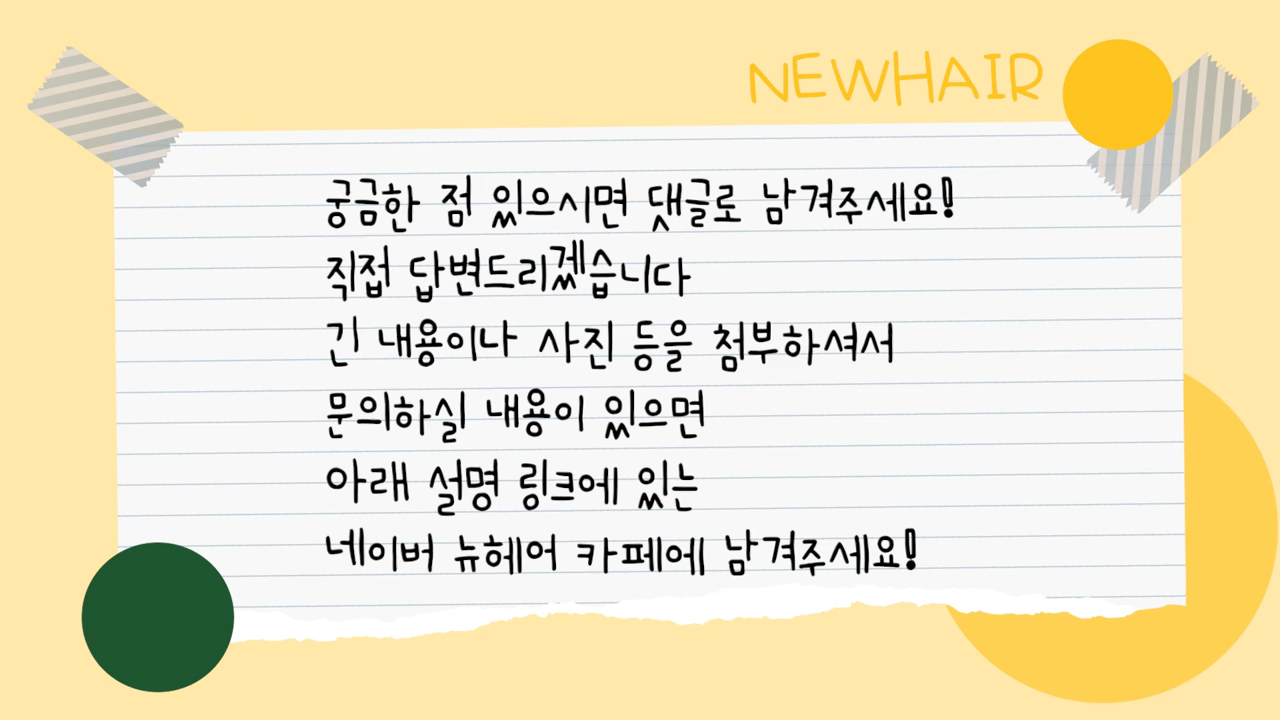 NEWHAIR
궁금한 점 있으시면 댓글로 남겨주세요!
직접 답변드리겠습니다
긴 내용이나 사진 등을 첨부하셔서
문의하실 내용이 있으면
아래 설명 링크에 있는
네이버 뉴헤어 카페에 남겨주세요!